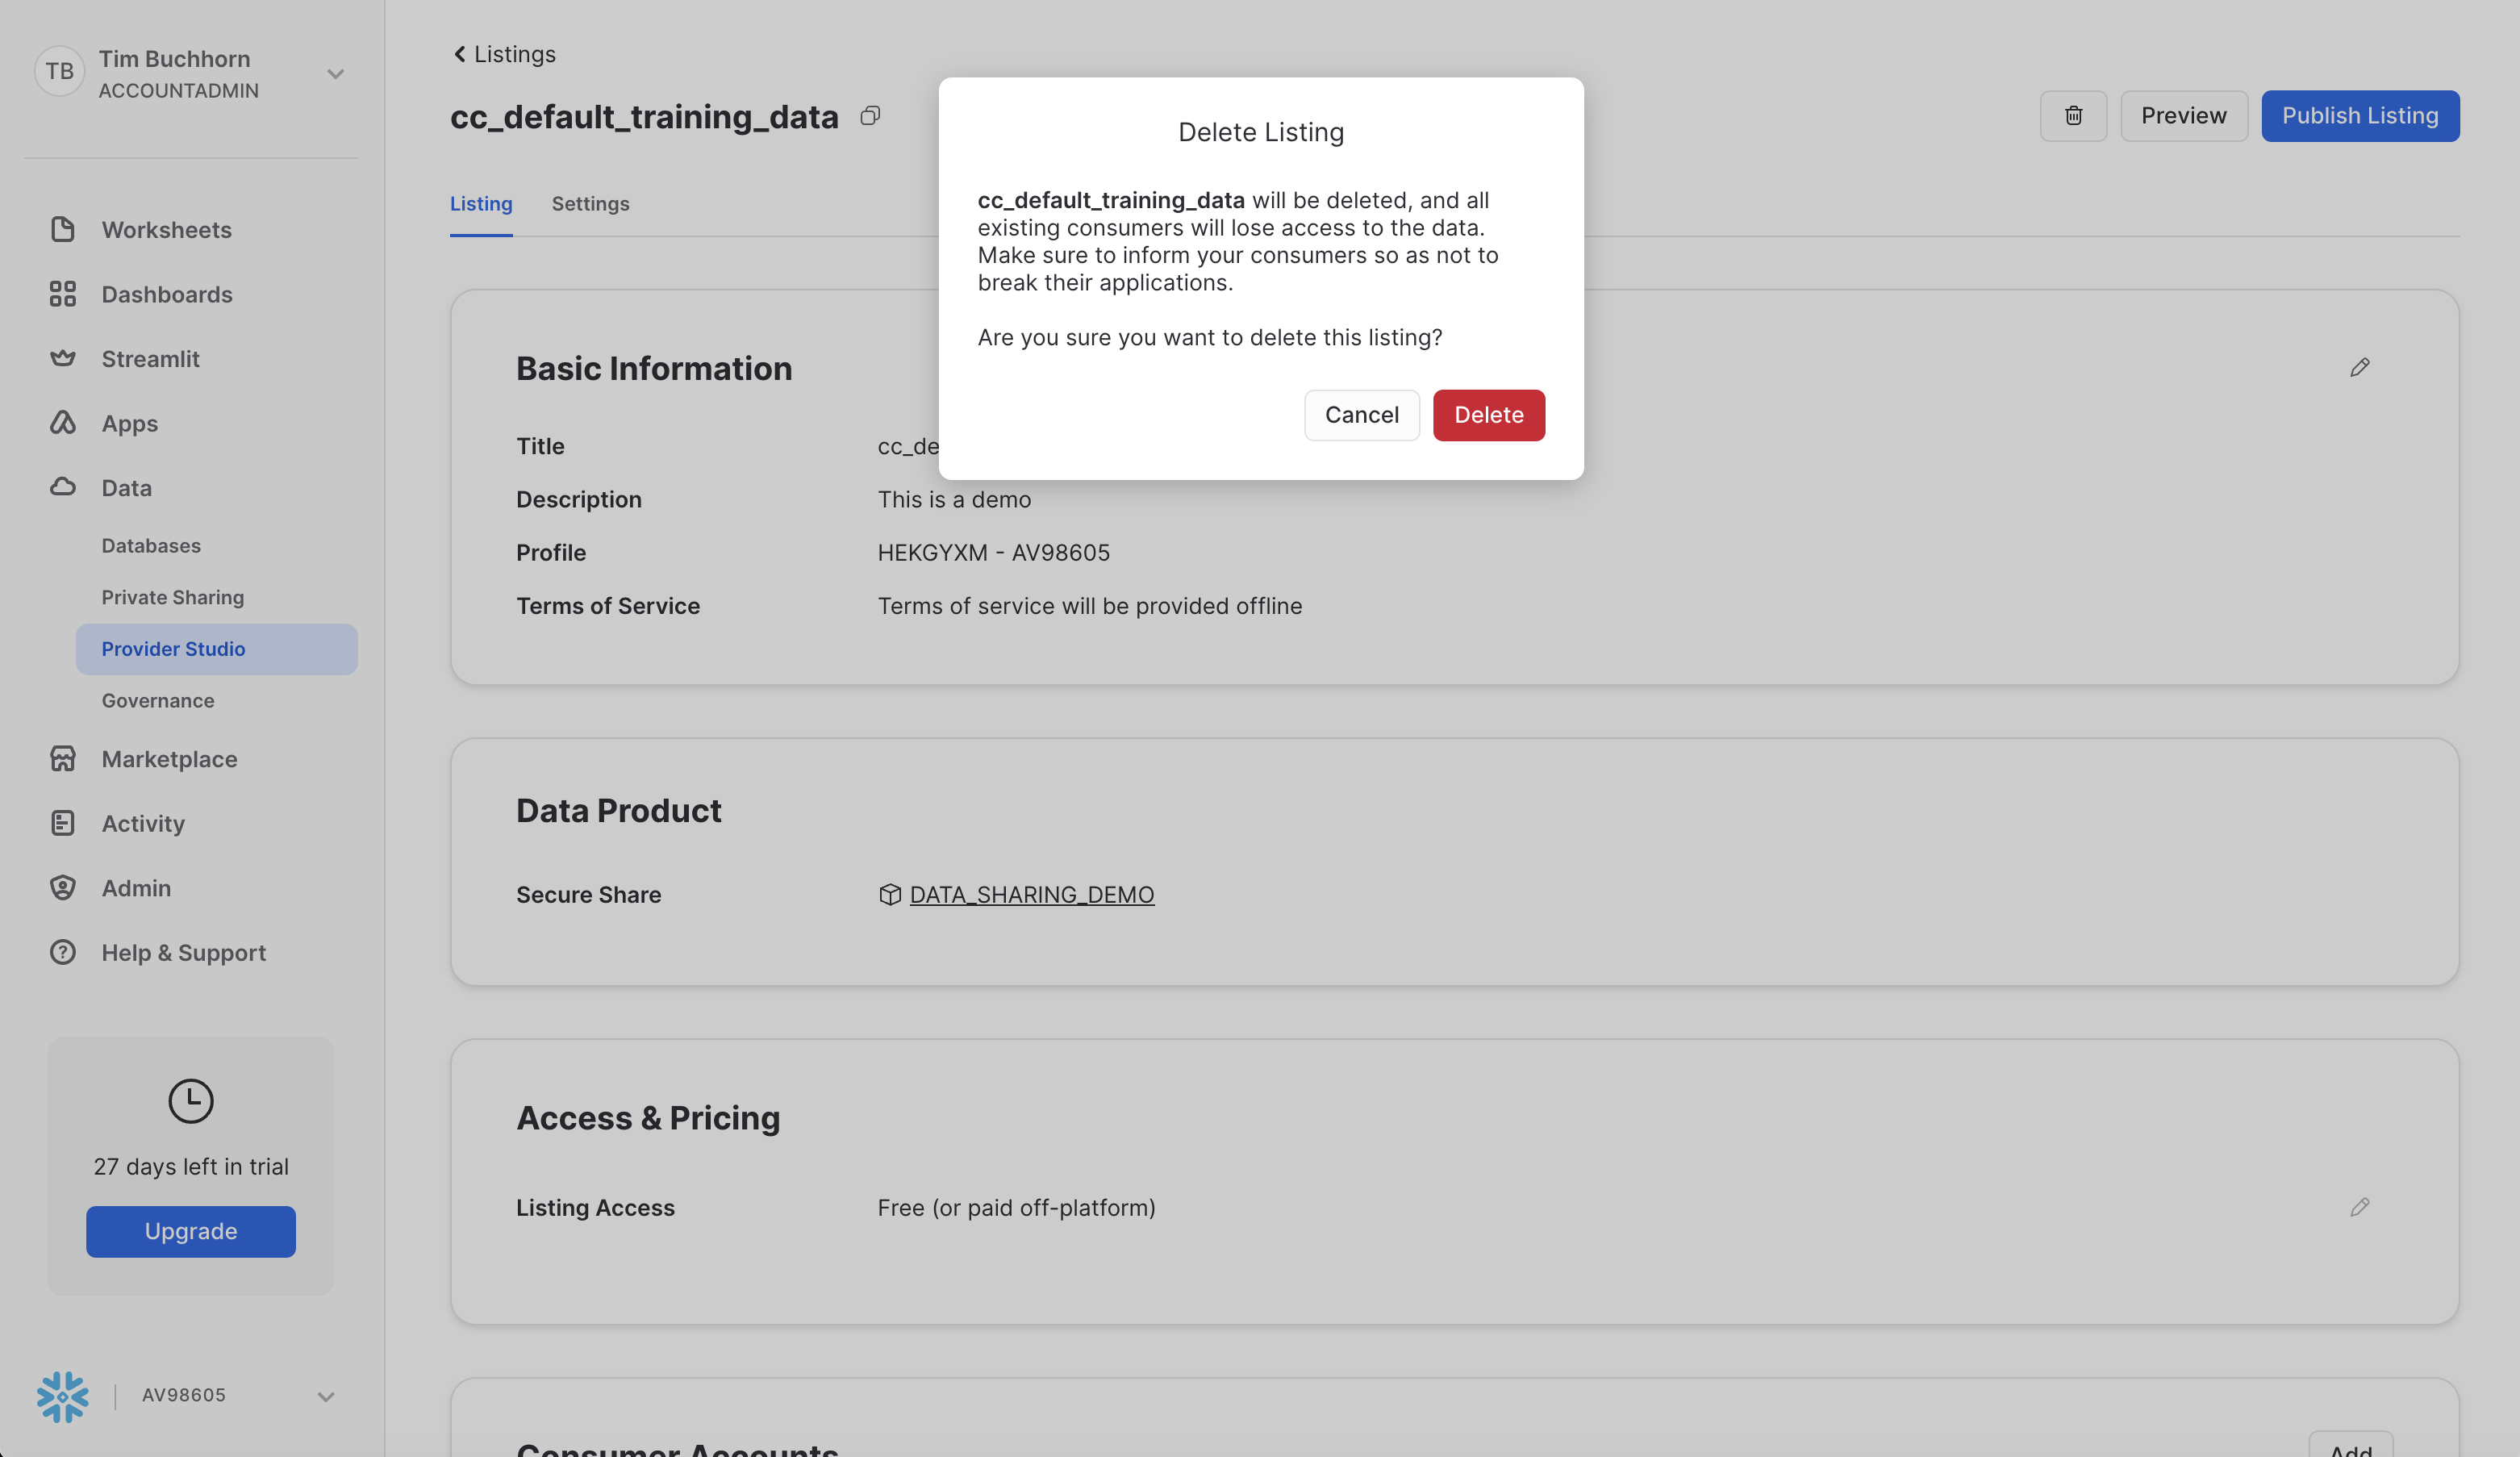 TB
Tim Buchhorn
ACCOUNTADMIN
Worksheets
Dashboards
Streamlit
Apps
Data
Databases
Private Sharing
Provider Studio
Governance
Marketplace
Activity
Admin
Help & Support
27 days left in trial
Upgrade
AV98605
Listings
cc_default_training_data
Preview
Publish Listing
Listing
Settings
Delete Listing
cc_default_training_data will be deleted, and all
existing consumers will lose access to the data.
Make sure to inform your consumers so as not to
break their applications.
Are you sure you want to delete this listing?
Cancel
Delete
Basic Information
Title cc_de
Description This is a demo
Profile HEKGYXM - AV98605
Terms of Service Terms of service will be provided offline
Data Product
Secure Share DATA_SHARING_DEMO
Access & Pricing
Listing Access Free (or paid off-platform)
Consumer Accounts
Add